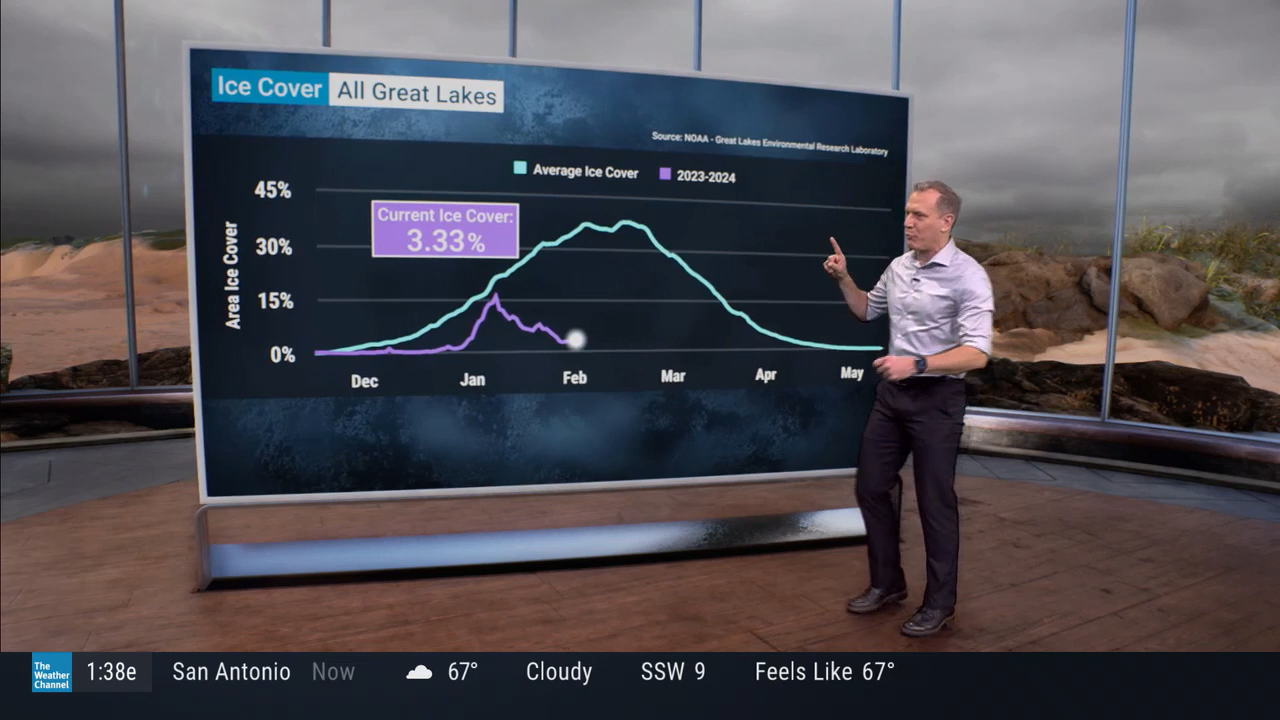 Ice Cover All Great Lakes
Source: NOAA - Great Lakes Environmental Research Laboratory
Average Ice Cover 2023-2024
45%
Current Ice Cover:
3.33%
30%
15%
0%
Area Ice Cover
Dec Jan Feb Mar Apr May
The
Weather
Channel
1:38e San Antonio Now 67° Cloudy SSW 9 Feels Like 67°